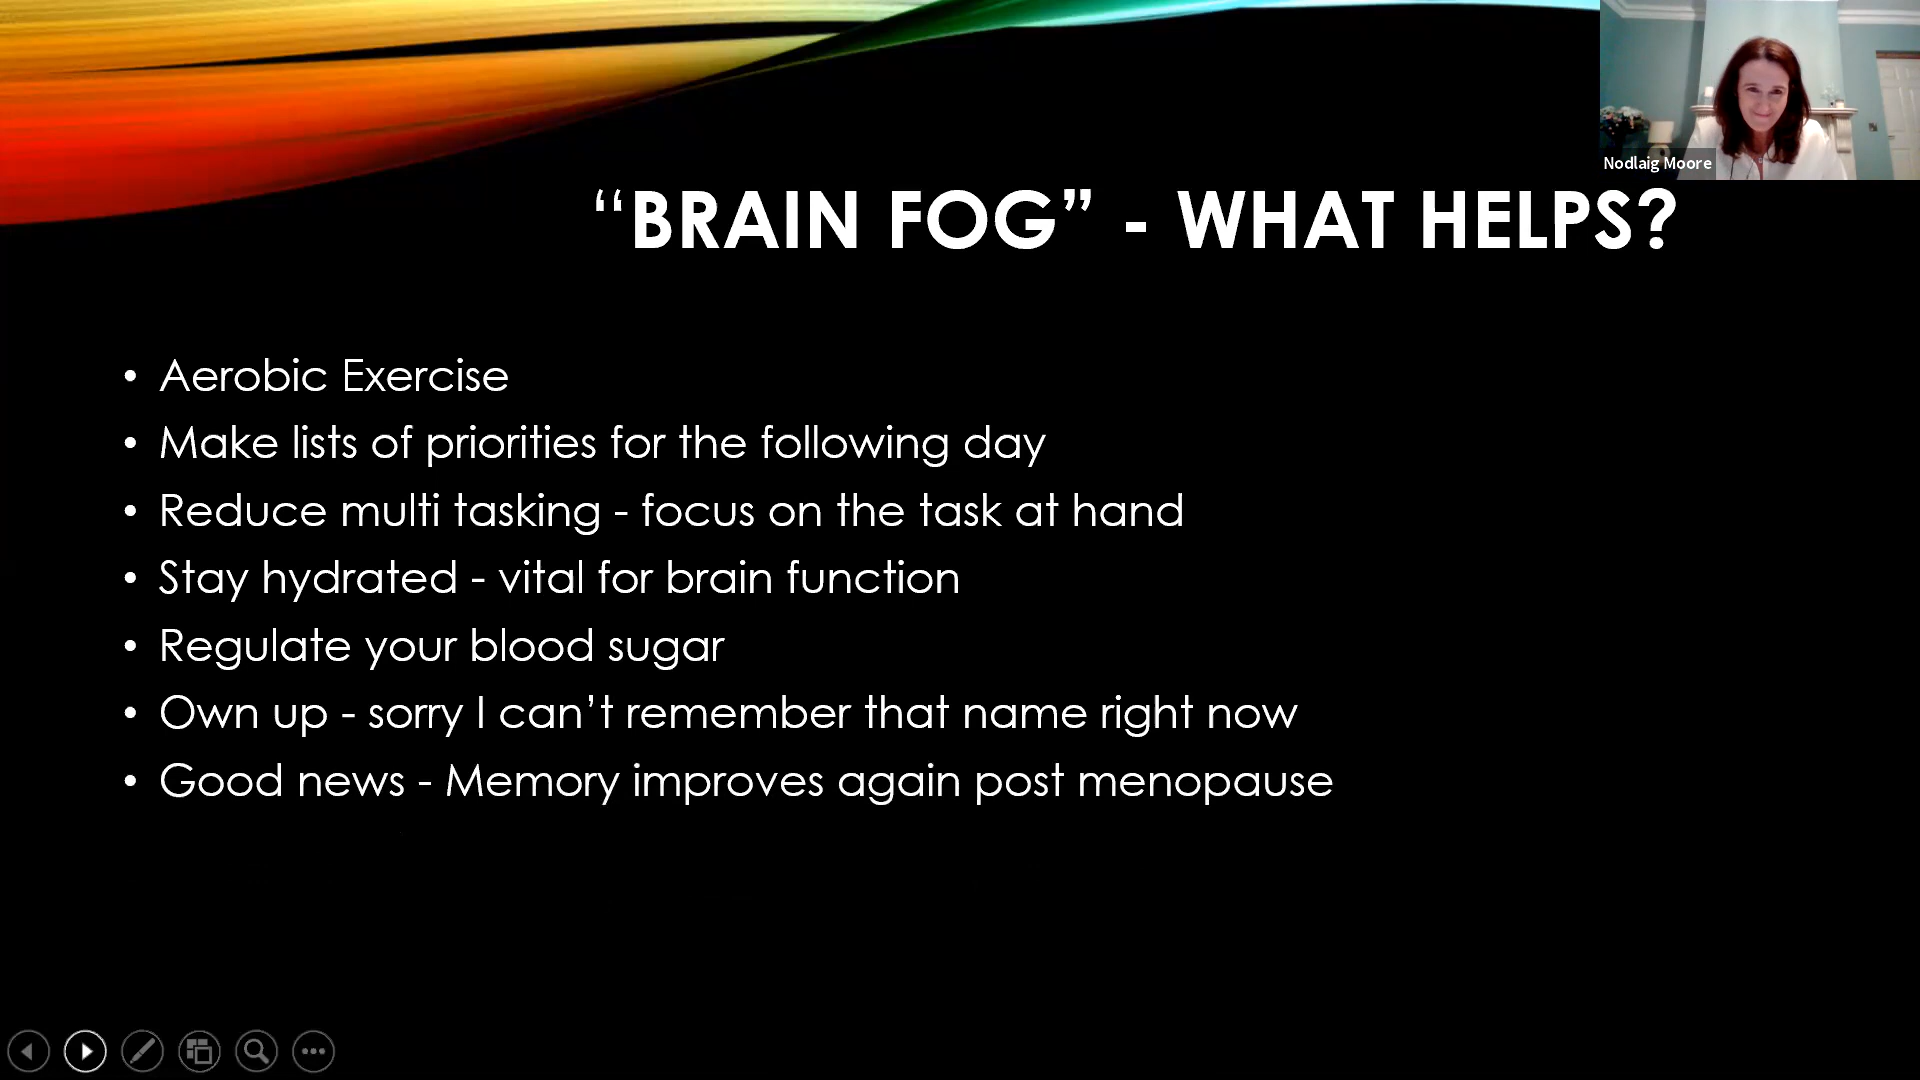 Nodlaig Moore
“BRAIN FOG” - WHAT HELPS?
• Aerobic Exercise
• Make lists of priorities for the following day
• Reduce multi tasking - focus on the task at hand
• Stay hydrated - vital for brain function
• Regulate your blood sugar
• Own up - sorry I can’t remember that name right now
• Good news - Memory improves again post menopause